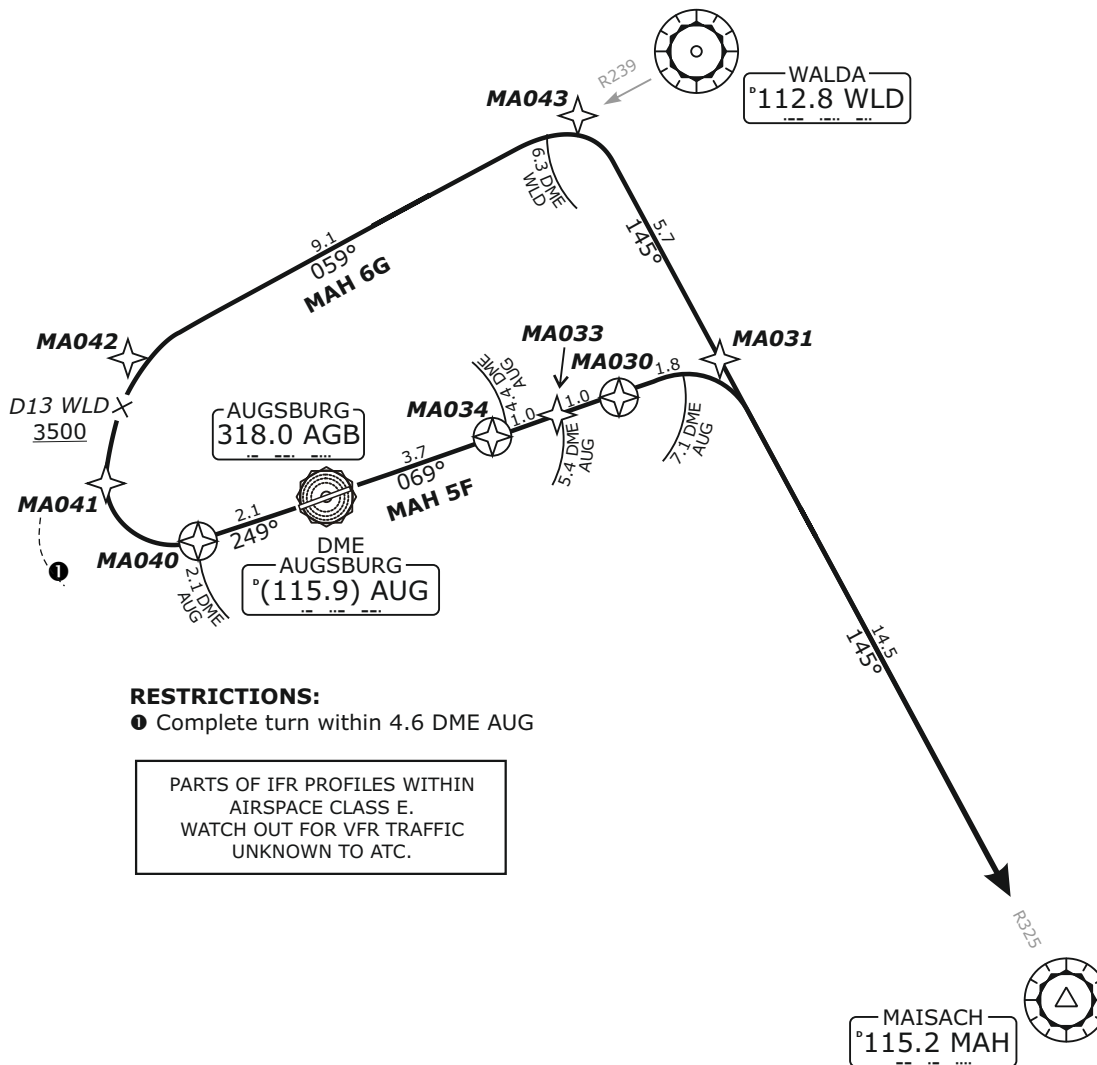 R239
WALDA
D 112.8 WLD
MA043
6.3 DME
WLD
9.1
059°
MAH 6G
5.7
145°
MA042
MA033
MA031
MA030
D13 WLD
3500
AUGSBURG
318.0 AGB
4.4 DME
AUG
1.8
1.0
1.0
MA034
5.4 DME
AUG
7.1 DME
AUG
3.7
069°
MAH 5F
MA041
2.1
249°
MA040
DME
AUGSBURG
D (115.9) AUG
❶
2.1 DME
AUG
14.5
145°
RESTRICTIONS:
❶ Complete turn within 4.6 DME AUG
PARTS OF IFR PROFILES WITHIN
AIRSPACE CLASS E.
WATCH OUT FOR VFR TRAFFIC
UNKNOWN TO ATC.
R325
MAISACH
D 115.2 MAH